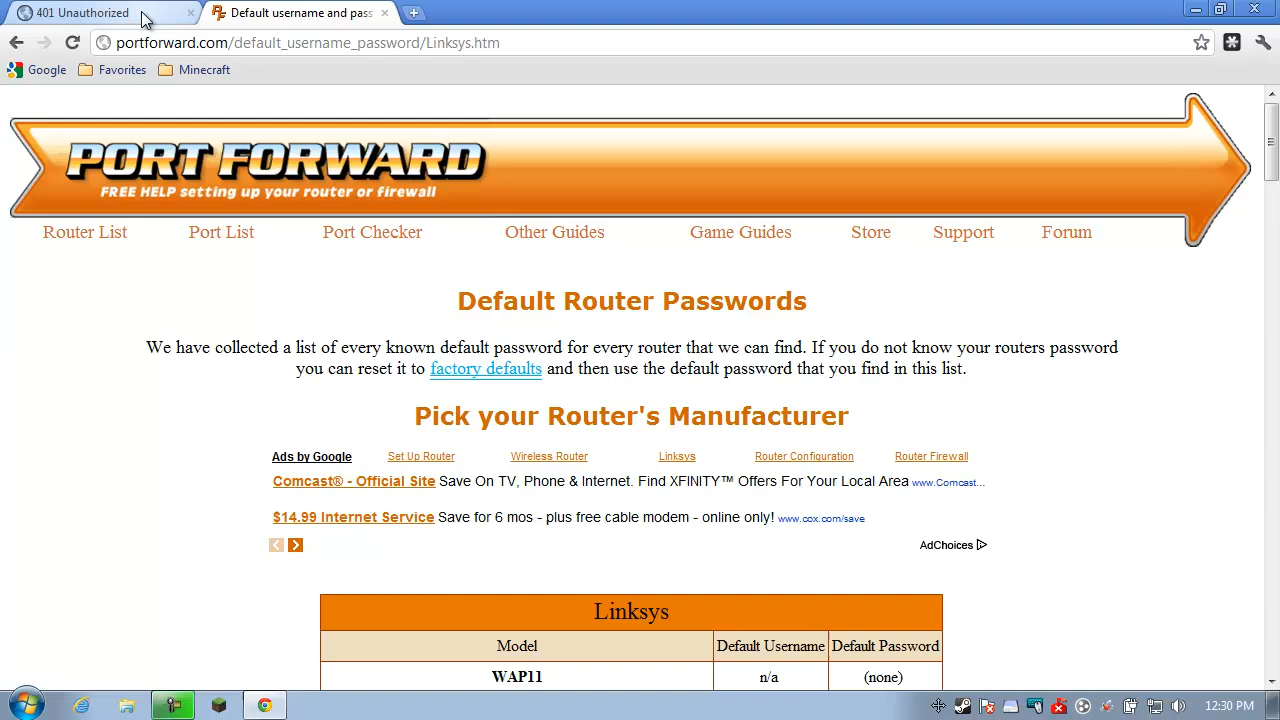 401 Unauthorized
Default username and pass
portforward.com/default_username_password/Linksys.htm
Google Favorites Minecraft
PORT FORWARD
FREE HELP setting up your router or firewall
Router List Port List Port Checker Other Guides Game Guides Store Support Forum
Default Router Passwords
We have collected a list of every known default password for every router that we can find. If you do not know your routers password
you can reset it to factory defaults and then use the default password that you find in this list.
Pick your Router's Manufacturer
Ads by Google Set Up Router Wireless Router Linksys Router Configuration Router Firewall
Comcast® - Official Site Save On TV, Phone & Internet. Find XFINITY™ Offers For Your Local Area www.Comcast...
$14.99 Internet Service Save for 6 mos - plus free cable modem - online only! www.cox.com/save
AdChoices
Linksys
Model Default Username Default Password
WAP11 n/a (none)
12:30 PM